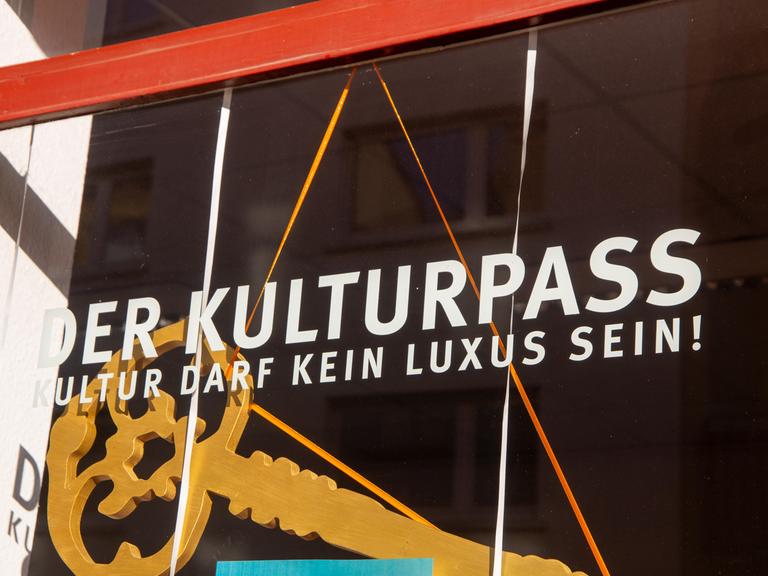 DER KULTURPASS
KULTUR DARF KEIN LUXUS SEIN!